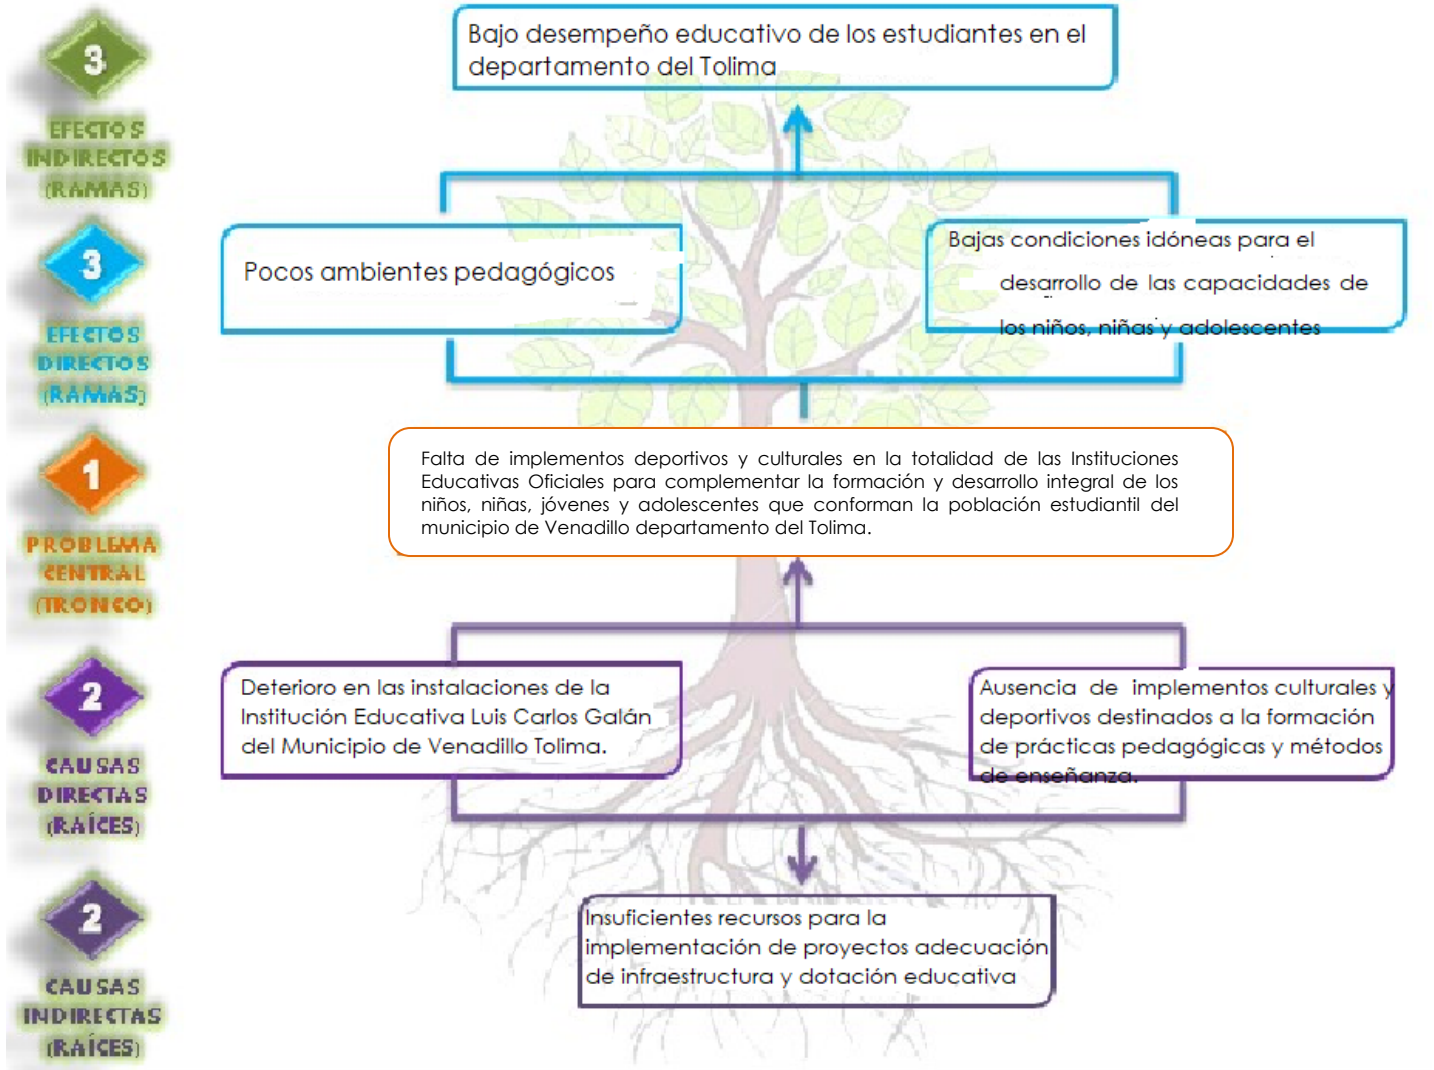 3
EFECTOS
INDIRECTOS
(RAMAS)
Bajo desempeño educativo de los estudiantes en el
departamento del Tolima
3
EFECTOS
DIRECTOS
(RAMAS)
Pocos ambientes pedagógicos
Bajas condiciones idóneas para el
desarrollo de las capacidades de
los niños, niñas y adolescentes
1
PROBLEMA
CENTRAL
(TRONCO)
Falta de implementos deportivos y culturales en la totalidad de las Instituciones
Educativas Oficiales para complementar la formación y desarrollo integral de los
niños, niñas, jóvenes y adolescentes que conforman la población estudiantil del
municipio de Venadillo departamento del Tolima.
2
CAUSAS
DIRECTAS
(RAÍCES)
Deterioro en las instalaciones de la
Institución Educativa Luis Carlos Galán
del Municipio de Venadillo Tolima.
Ausencia de implementos culturales y
deportivos destinados a la formación
de prácticas pedagógicas y métodos
de enseñanza.
2
CAUSAS
INDIRECTAS
(RAÍCES)
Insuficientes recursos para la
implementación de proyectos adecuación
de infraestructura y dotación educativa